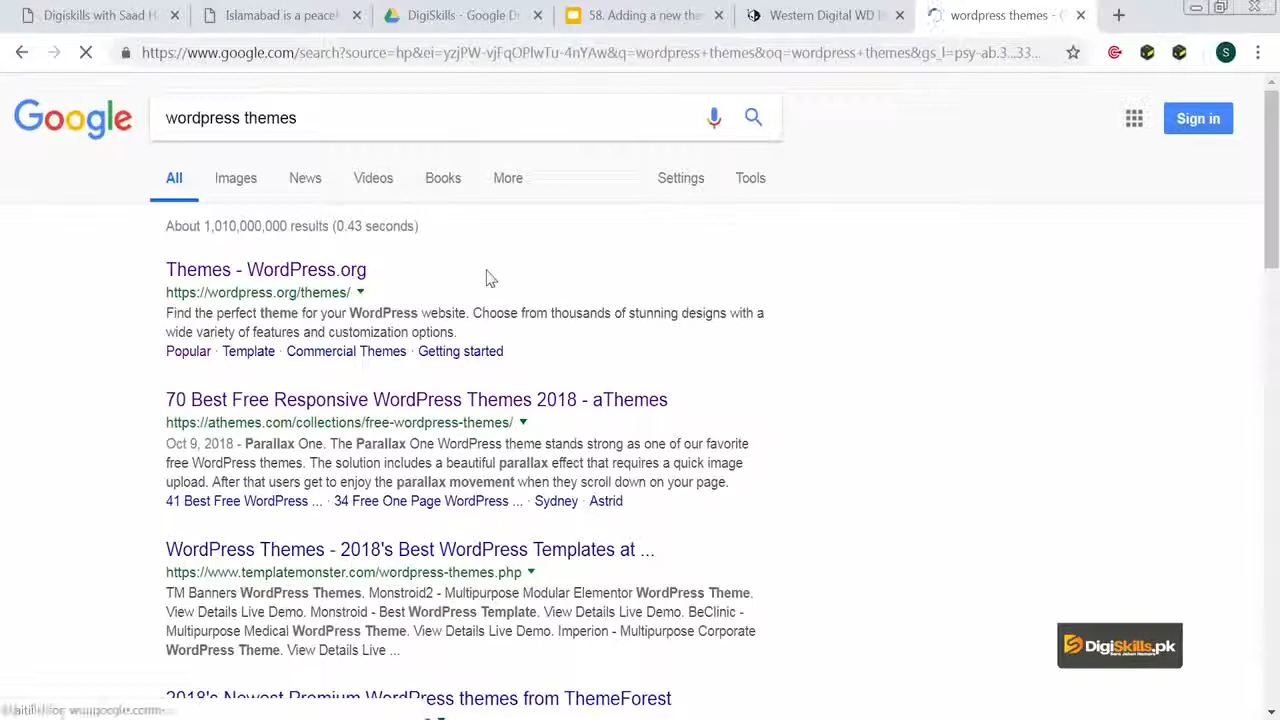 Digiskills with Saad H
Islamabad is a peacef
DigiSkills - Google D
58. Adding a new the
Western Digital WD
wordpress themes - (
https://www.google.com/search?source=hp&ei=yzjPW-vjFqOPlwTu-4nYAw&q=wordpress+themes&oq=wordpress+themes&gs_l=psy-ab.3...33...
S
Google
wordpress themes
Sign in
All
Images
News
Videos
Books
More
Settings
Tools
About 1,010,000,000 results (0.43 seconds)
Themes - WordPress.org
https://wordpress.org/themes/
Find the perfect theme for your WordPress website. Choose from thousands of stunning designs with a
wide variety of features and customization options.
Popular · Template · Commercial Themes · Getting started
70 Best Free Responsive WordPress Themes 2018 - aThemes
https://athemes.com/collections/free-wordpress-themes/
Oct 9, 2018 - Parallax One. The Parallax One WordPress theme stands strong as one of our favorite
free WordPress themes. The solution includes a beautiful parallax effect that requires a quick image
upload. After that users get to enjoy the parallax movement when they scroll down on your page.
41 Best Free WordPress ... · 34 Free One Page WordPress ... · Sydney · Astrid
WordPress Themes - 2018's Best WordPress Templates at ...
https://www.templatemonster.com/wordpress-themes.php
TM Banners WordPress Themes. Monstroid2 - Multipurpose Modular Elementor WordPress Theme.
View Details Live Demo. Monstroid - Best WordPress Template. View Details Live Demo. BeClinic -
Multipurpose Medical WordPress Theme. View Details Live Demo. Imperion - Multipurpose Corporate
WordPress Theme. View Details Live ...
DigiSkills.pk
2018's Newest Premium WordPress themes from ThemeForest